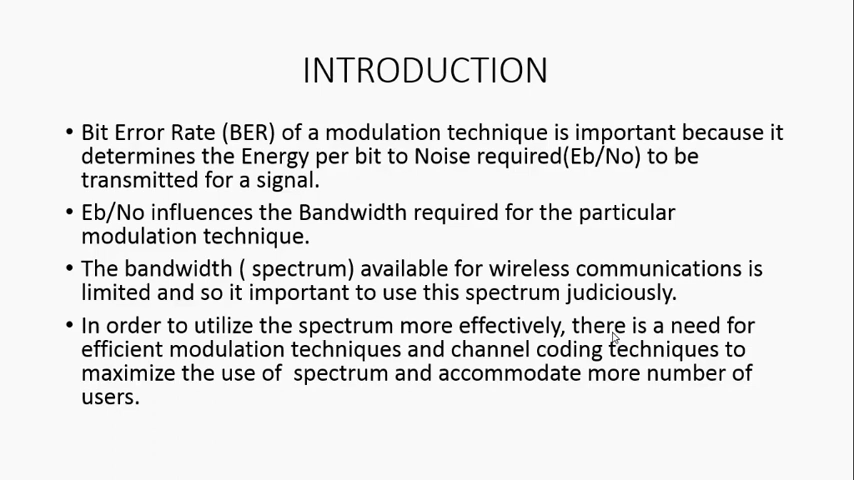 INTRODUCTION
• Bit Error Rate (BER) of a modulation technique is important because it
determines the Energy per bit to Noise required(Eb/No) to be
transmitted for a signal.
• Eb/No influences the Bandwidth required for the particular
modulation technique.
• The bandwidth ( spectrum) available for wireless communications is
limited and so it important to use this spectrum judiciously.
• In order to utilize the spectrum more effectively, there is a need for
efficient modulation techniques and channel coding techniques to
maximize the use of  spectrum and accommodate more number of
users.